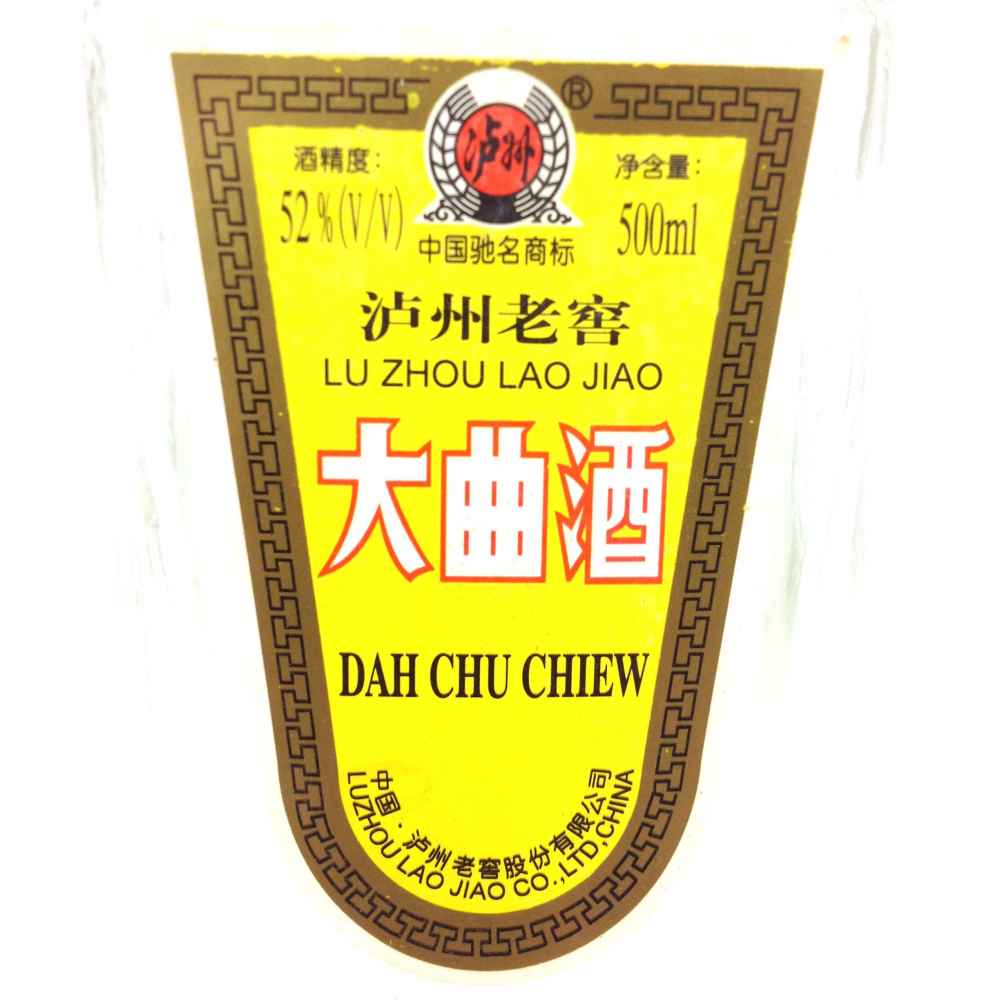 ®
泸州
酒精度：
52%(V/V)
净含量：
500ml
中国驰名商标
泸州老窖
LU ZHOU LAO JIAO
大曲酒
DAH CHU CHIEW
中国·泸州老窖股份有限公司
LUZHOU LAO JIAO CO.,LTD,CHINA